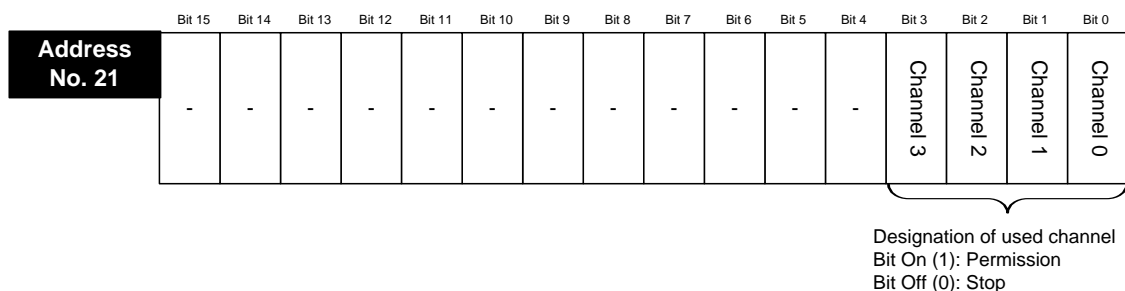 Bit 15 Bit 14 Bit 13 Bit 12 Bit 11 Bit 10 Bit 9 Bit 8 Bit 7 Bit 6 Bit 5 Bit 4 Bit 3 Bit 2 Bit 1 Bit 0
Address
No. 21
- - - - - - - - - - - - Channel 3 Channel 2 Channel 1 Channel 0
Designation of used channel
Bit On (1): Permission
Bit Off (0): Stop